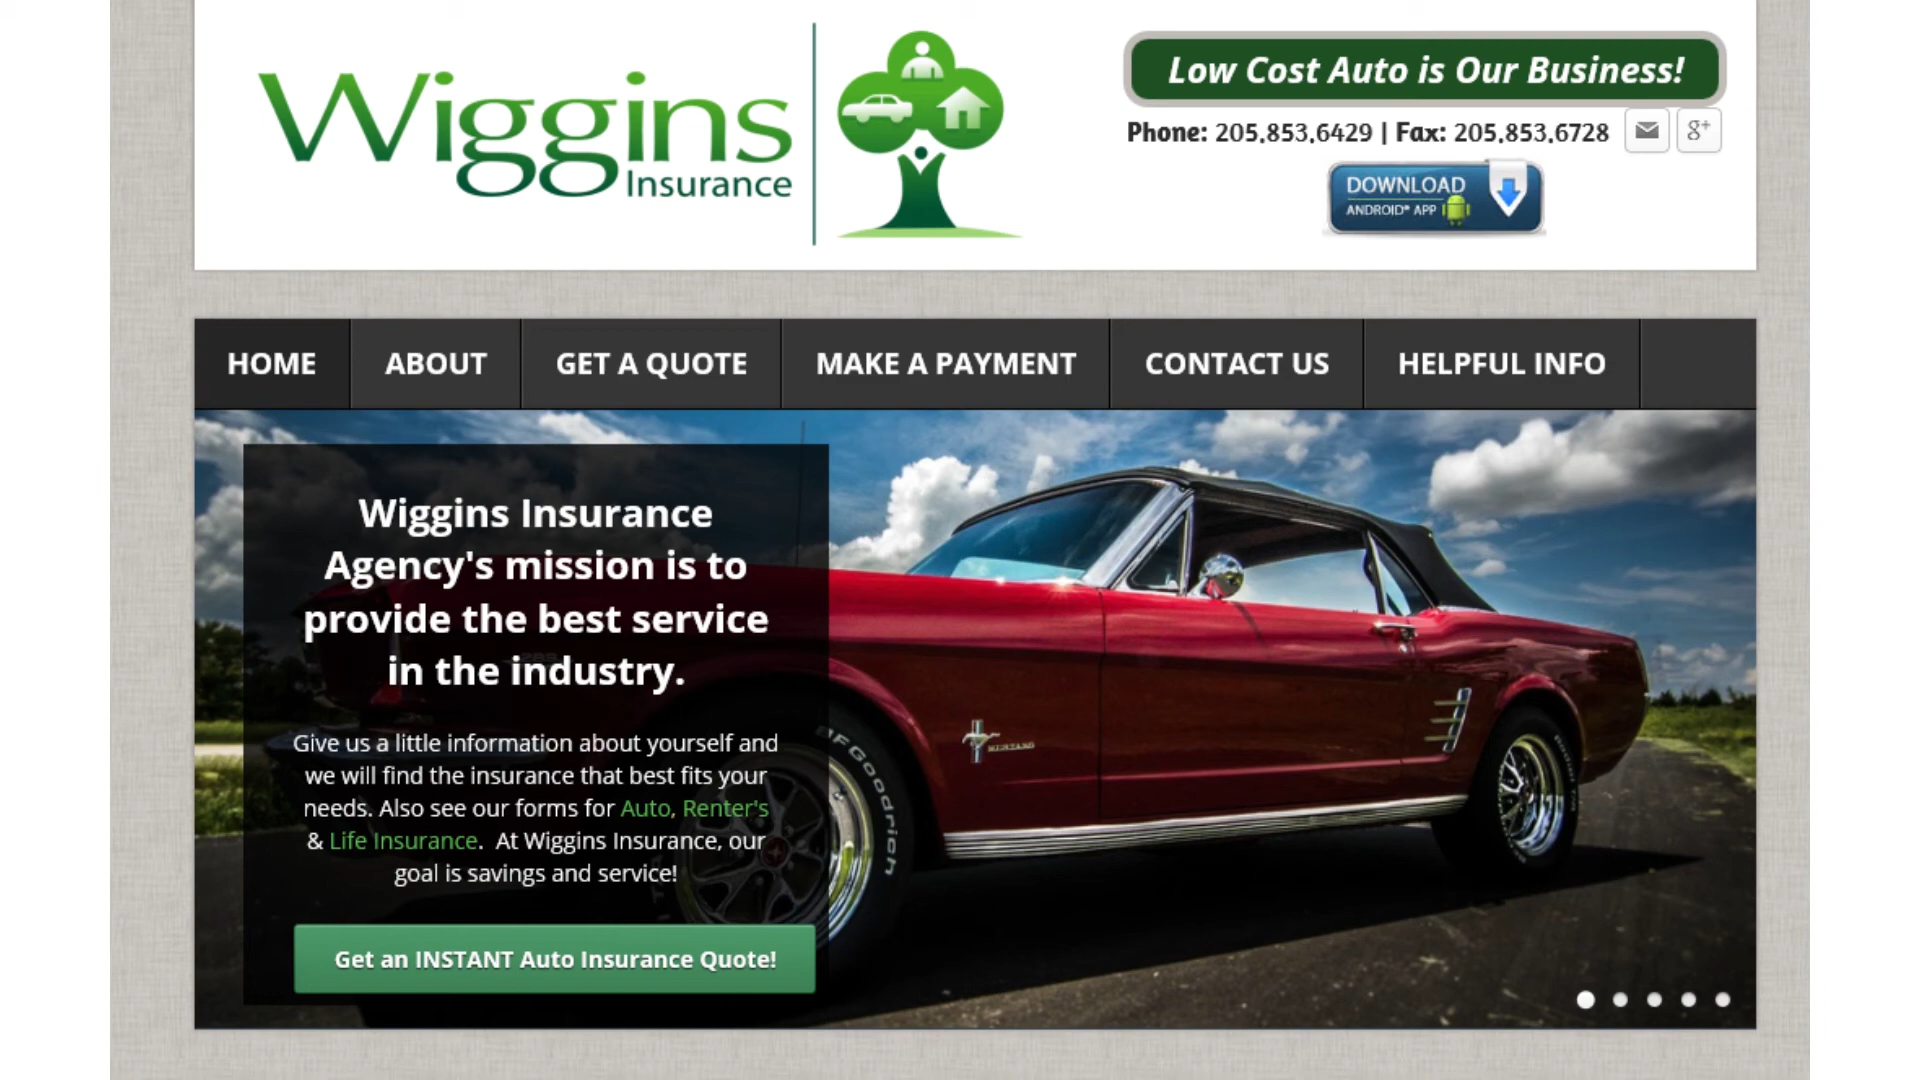 Wiggins
Insurance
Low Cost Auto is Our Business!
Phone: 205.853.6429 | Fax: 205.853.6728
g+
DOWNLOAD
ANDROID® APP
HOME
ABOUT
GET A QUOTE
MAKE A PAYMENT
CONTACT US
HELPFUL INFO
Wiggins Insurance
Agency's mission is to
provide the best service
in the industry.
Give us a little information about yourself and
we will find the insurance that best fits your
needs. Also see our forms for Auto, Renter's
& Life Insurance. At Wiggins Insurance, our
goal is savings and service!
Get an INSTANT Auto Insurance Quote!
BFGoodrich
MUSTANG